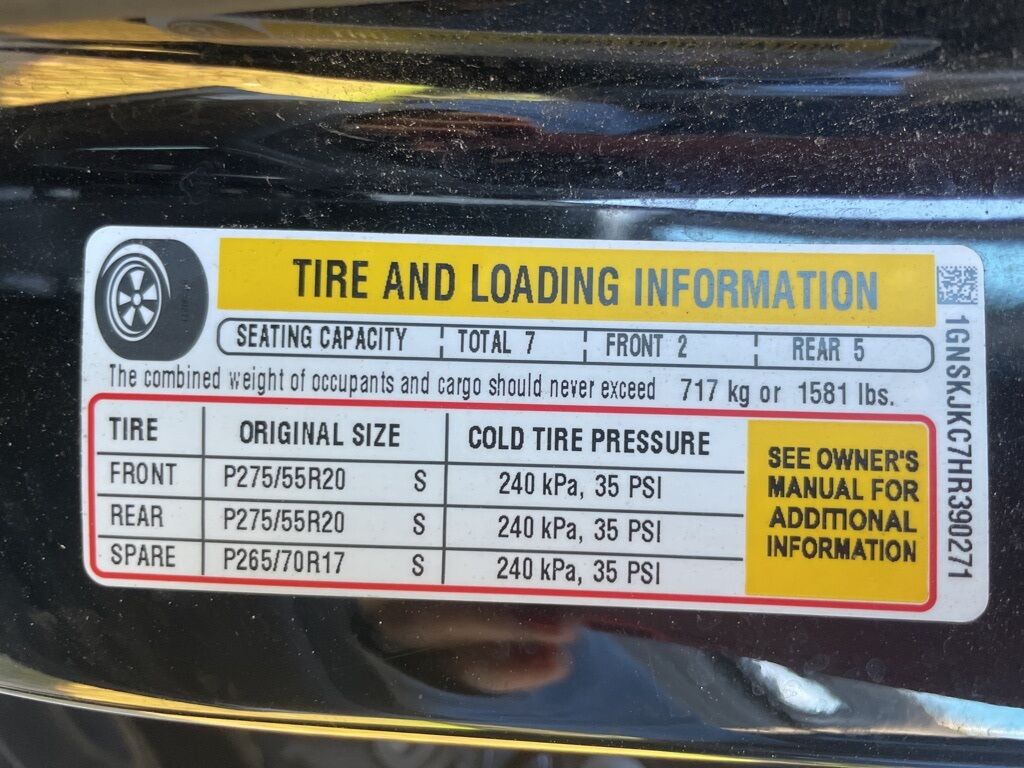 TIRE AND LOADING INFORMATION
SEATING CAPACITY TOTAL 7 FRONT 2 REAR 5
The combined weight of occupants and cargo should never exceed 717 kg or 1581 lbs.
TIRE ORIGINAL SIZE COLD TIRE PRESSURE
FRONT P275/55R20 S 240 kPa, 35 PSI
REAR P275/55R20 S 240 kPa, 35 PSI
SPARE P265/70R17 S 240 kPa, 35 PSI
SEE OWNER'S
MANUAL FOR
ADDITIONAL
INFORMATION
1GNSKJKC7HR390271